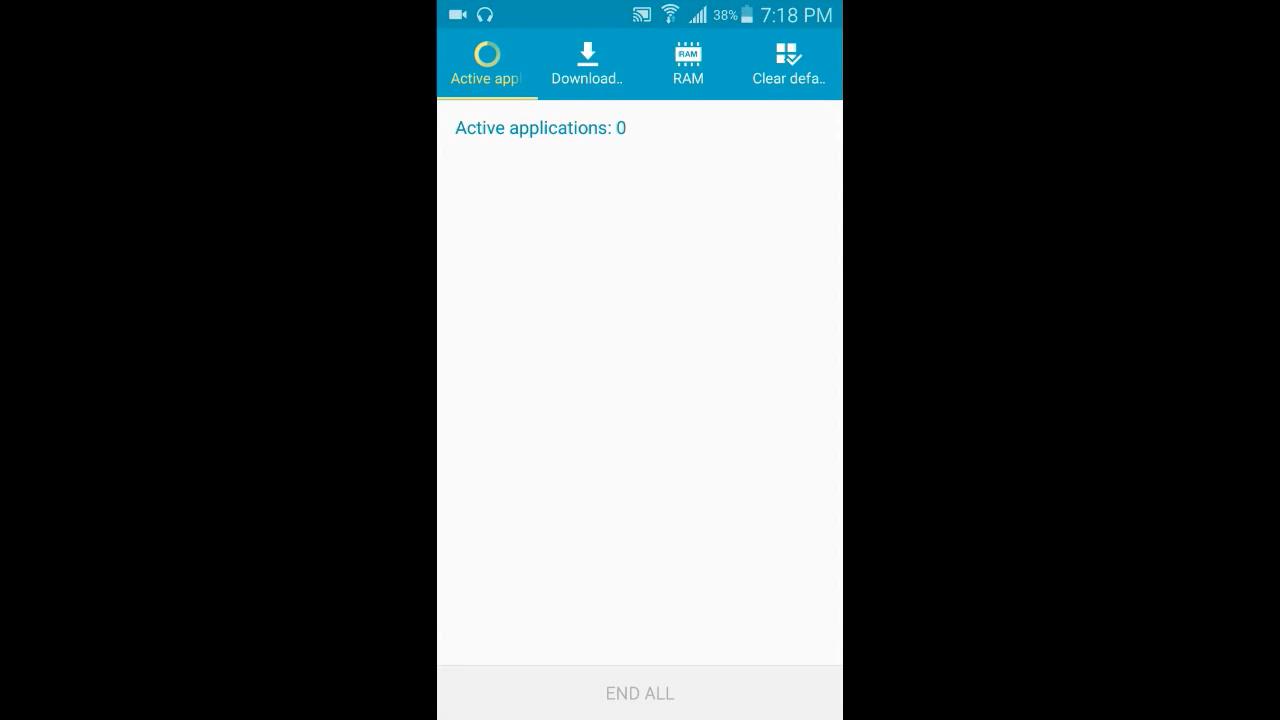 38% 7:18 PM
Active appl
Download..
RAM
RAM
Clear defa..
Active applications: 0
END ALL